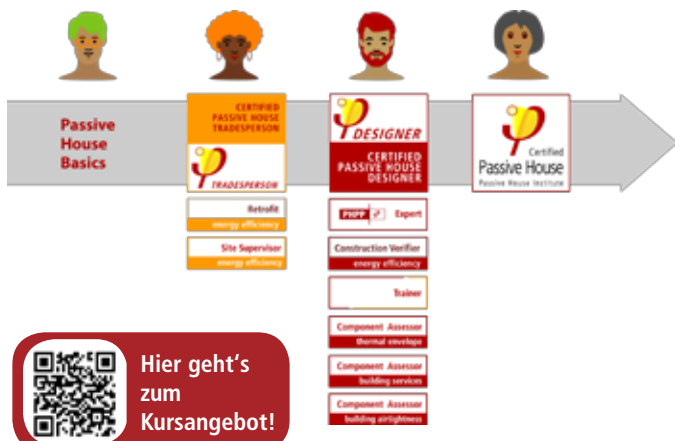 Passive
House
Basics
CERTIFIED
PASSIVE HOUSE
TRADESPERSON
TRADESPERSON
Retrofit
energy efficiency
Site Supervisor
energy efficiency
DESIGNER
CERTIFIED
PASSIVE HOUSE
DESIGNER
PHPP Expert
Construction Verifier
energy efficiency
Trainer
Component Assessor
thermal envelope
Component Assessor
building services
Component Assessor
building airtightness
Certified
Passive House
Passive House Institute
Hier geht's
zum
Kursangebot!